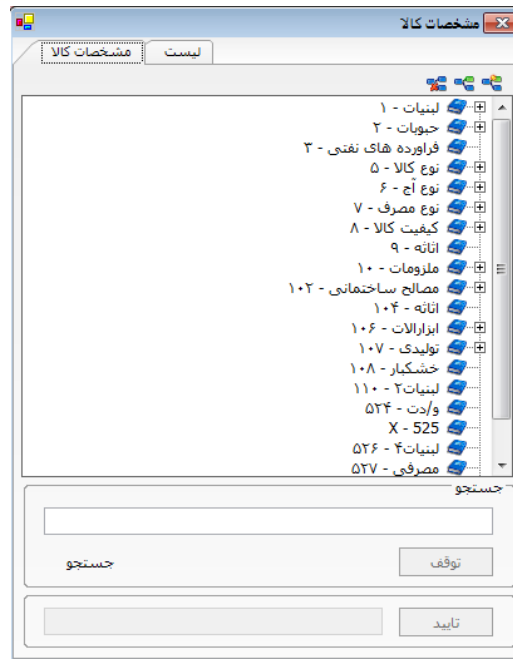 مشخصات کالا
مشخصات کالا
لیست
لبنیات - ۱
حبوبات - ۲
فراورده های نفتی - ۳
نوع کالا - ۵
نوع آج - ۶
نوع مصرف - ۷
کیفیت کالا - ۸
اثاثه - ۹
ملزومات - ۱۰
مصالح ساختمانی - ۱۰۲
اثاثه - ۱۰۴
ابزارالات - ۱۰۶
تولیدی - ۱۰۷
خشکبار - ۱۰۸
لبنیات۲ - ۱۱۰
و/دت - ۵۲۴
X - 525
لبنیات۴ - ۵۲۶
مصرفی - ۵۲۷
جستجو
توقف
جستجو
تایید